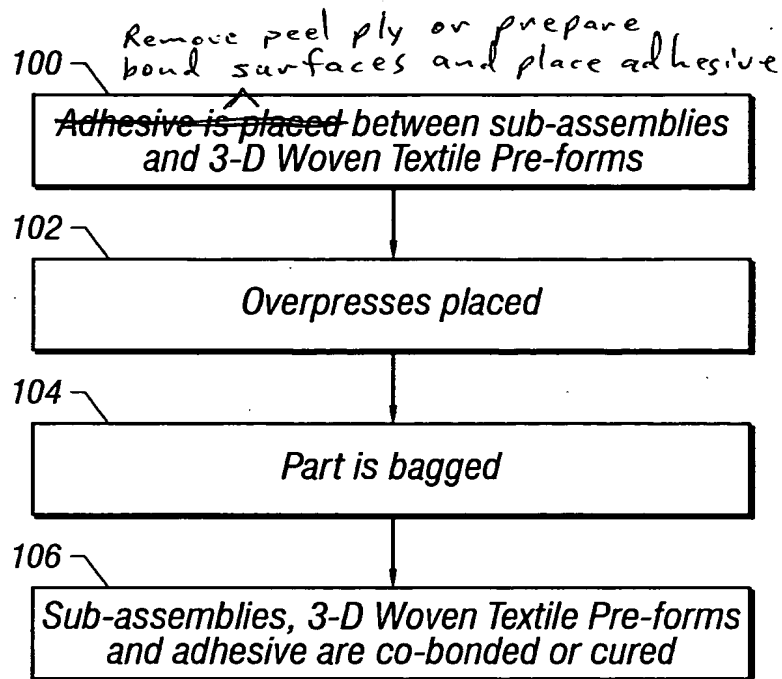 Remove peel ply or prepare
bond surfaces and place adhesive
100
Adhesive is placed between sub-assemblies
and 3-D Woven Textile Pre-forms
102
Overpresses placed
104
Part is bagged
106
Sub-assemblies, 3-D Woven Textile Pre-forms
and adhesive are co-bonded or cured